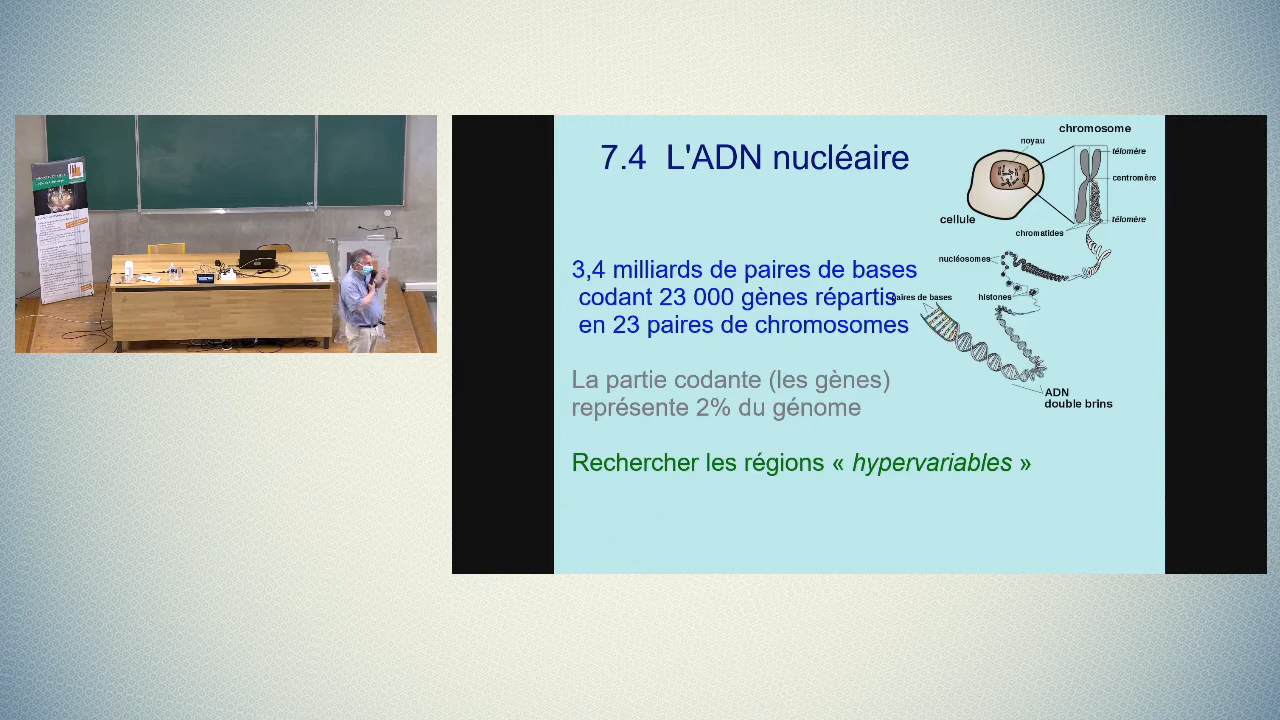 7.4 L'ADN nucléaire
3,4 milliards de paires de bases
codant 23 000 gènes répartis
en 23 paires de chromosomes
La partie codante (les gènes)
représente 2% du génome
Rechercher les régions « hypervariables »
chromosome
noyau
télomère
centromère
cellule
télomère
chromatides
nucléosomes
histones
paires de bases
ADN
double brins